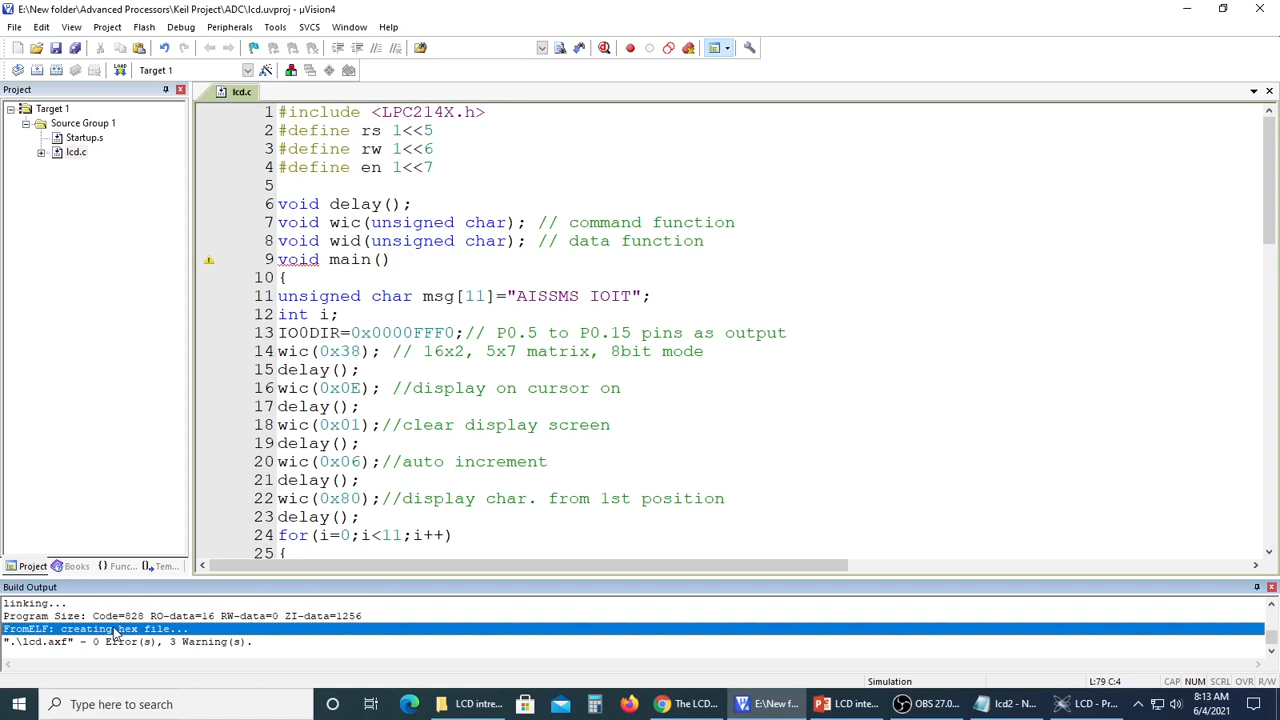 E:\New folder\Advanced Processors\Keil Project\ADC\lcd.uvproj - µVision4
File Edit View Project Flash Debug Peripherals Tools SVCS Window Help
Target 1
Project
lcd.c
Target 1
Source Group 1
Startup.s
lcd.c
1 #include <LPC214X.h>
2 #define rs 1<<5
3 #define rw 1<<6
4 #define en 1<<7
5
6 void delay();
7 void wic(unsigned char); // command function
8 void wid(unsigned char); // data function
9 void main()
10 {
11 unsigned char msg[11]="AISSMS IOIT";
12 int i;
13 IO0DIR=0x0000FFF0;// P0.5 to P0.15 pins as output
14 wic(0x38); // 16x2, 5x7 matrix, 8bit mode
15 delay();
16 wic(0x0E); //display on cursor on
17 delay();
18 wic(0x01);//clear display screen
19 delay();
20 wic(0x06);//auto increment
21 delay();
22 wic(0x80);//display char. from 1st position
23 delay();
24 for(i=0;i<11;i++)
25 {
Project Books {} Func... Tem...
Build Output
linking...
Program Size: Code=828 RO-data=16 RW-data=0 ZI-data=1256
FromELF: creating hex file...
".\lcd.axf" - 0 Error(s), 3 Warning(s).
Simulation L:79 C:4 CAP NUM SCRL OVR R/W
Type here to search
LCD intre... The LCD... E:\New f... LCD inte... OBS 27.0... lcd2 - N... LCD - Pr...
8:13 AM
6/4/2021